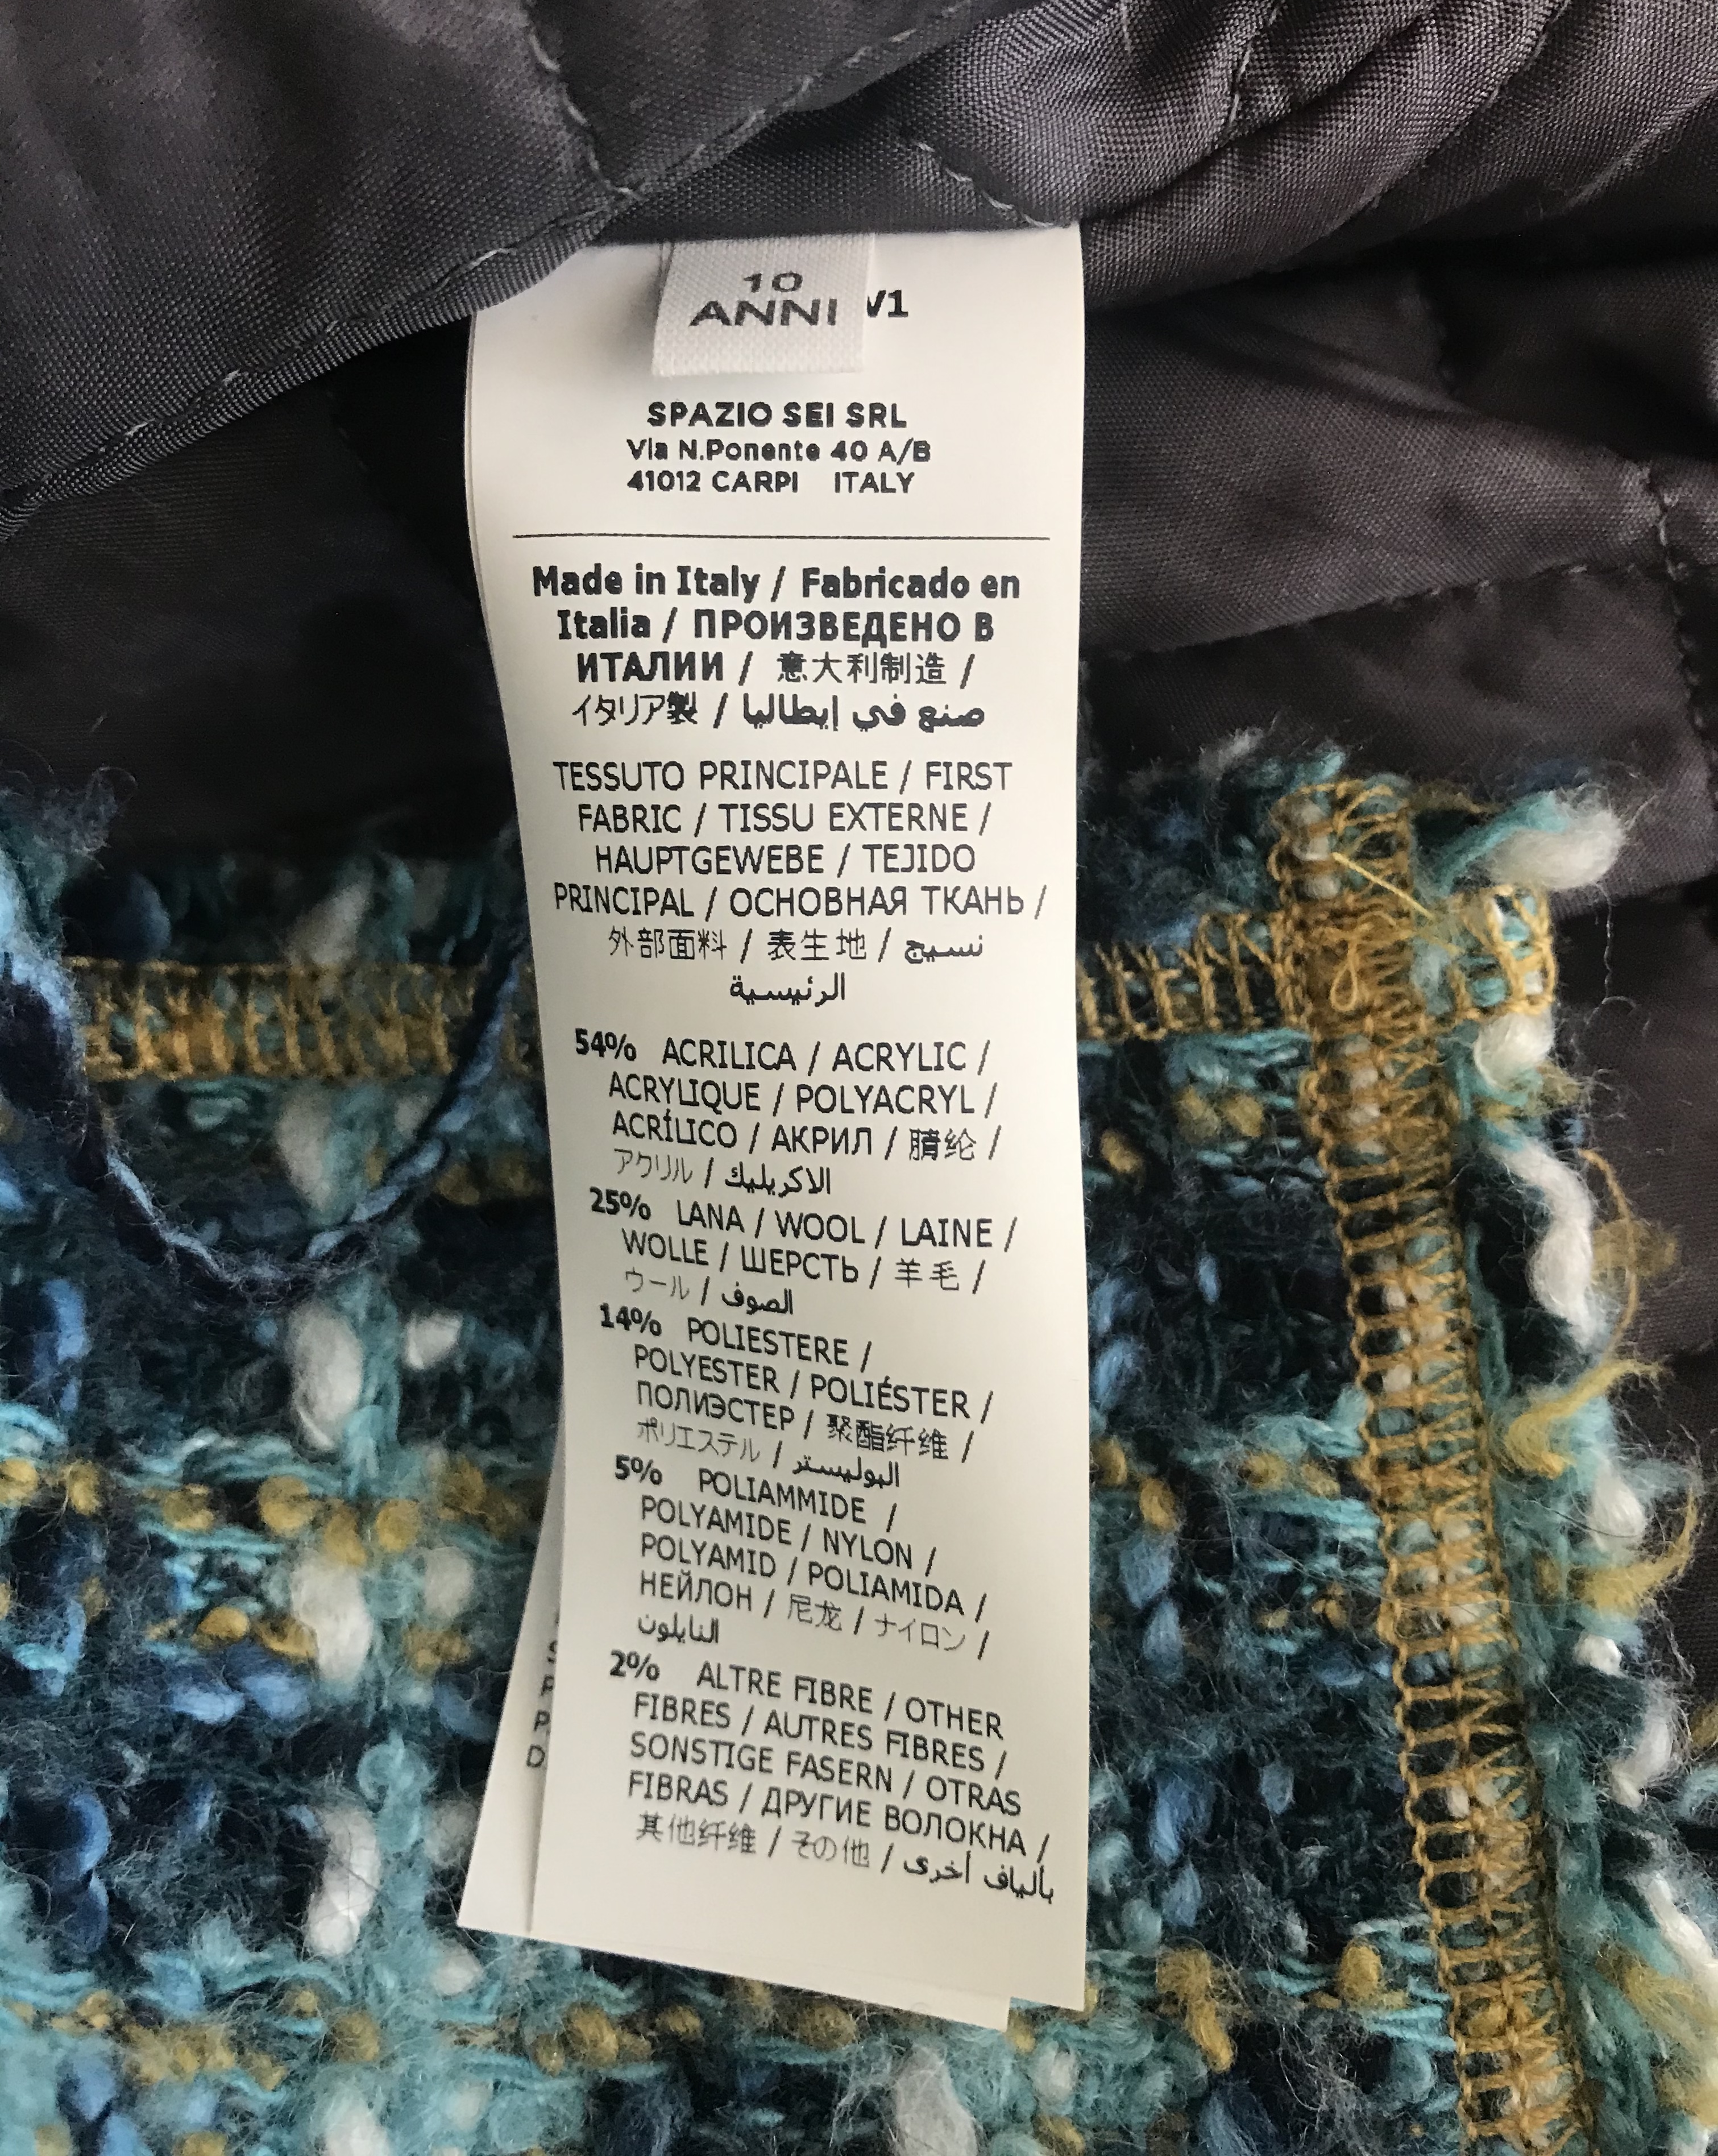 10
ANNI
V1
SPAZIO SEI SRL
Via N.Ponente 40 A/B
41012 CARPI ITALY
Made in Italy / Fabricado en
Italia / ПРОИЗВЕДЕНО В
ИТАЛИИ / 意大利制造 /
イタリア製 / صنع في إيطاليا
TESSUTO PRINCIPALE / FIRST
FABRIC / TISSU EXTERNE /
HAUPTGEWEBE / TEJIDO
PRINCIPAL / ОСНОВНАЯ ТКАНЬ /
外部面料 / 表生地 / نسيج
الرئيسية
54% ACRILICA / ACRYLIC /
ACRYLIQUE / POLYACRYL /
ACRÍLICO / АКРИЛ / 腈纶 /
アクリル / الاكريليك
25% LANA / WOOL / LAINE /
WOLLE / ШЕРСТЬ / 羊毛 /
ウール / الصوف
14% POLIESTERE /
POLYESTER / POLIÉSTER /
ПОЛИЭСТЕР / 聚酯纤维 /
ポリエステル / البوليستر
5% POLIAMMIDE /
POLYAMIDE / NYLON /
POLYAMID / POLIAMIDA /
НЕЙЛОН / 尼龙 / ナイロン /
النايلون
2% ALTRE FIBRE / OTHER
FIBRES / AUTRES FIBRES /
SONSTIGE FASERN / OTRAS
FIBRAS / ДРУГИЕ ВОЛОКНА /
其他纤维 / その他 / بألياف أخرى
S
P
P
D